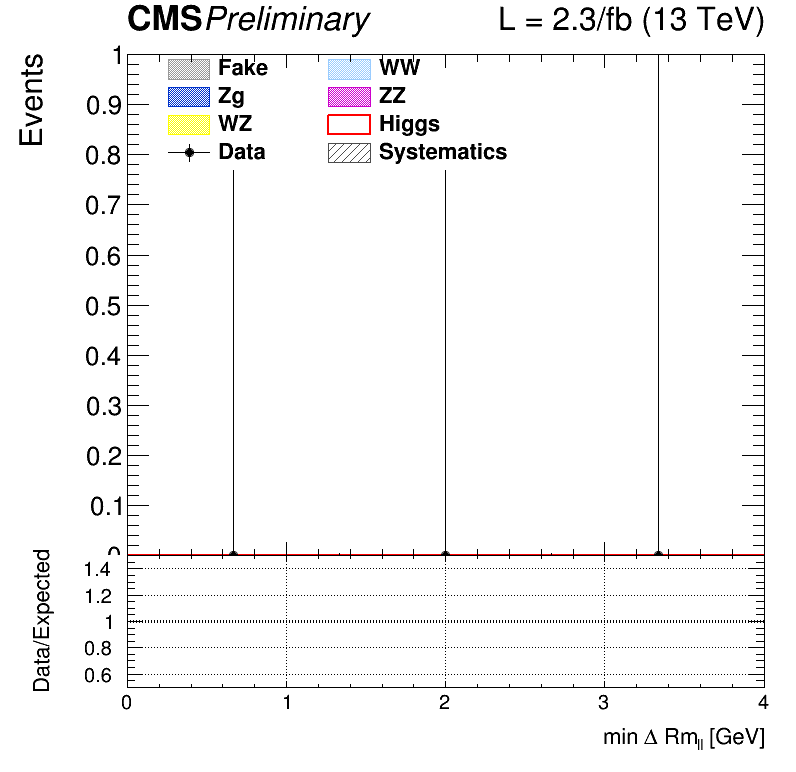 CMS Preliminary L = 2.3/fb (13 TeV)
Events
1
0.9
0.8
0.7
0.6
0.5
0.4
0.3
0.2
0.1
0
Fake WW
Zg ZZ
WZ Higgs
Data Systematics
Data/Expected
1.4
1.2
1
0.8
0.6
0 1 2 3 4
min Δ Rm_ll [GeV]